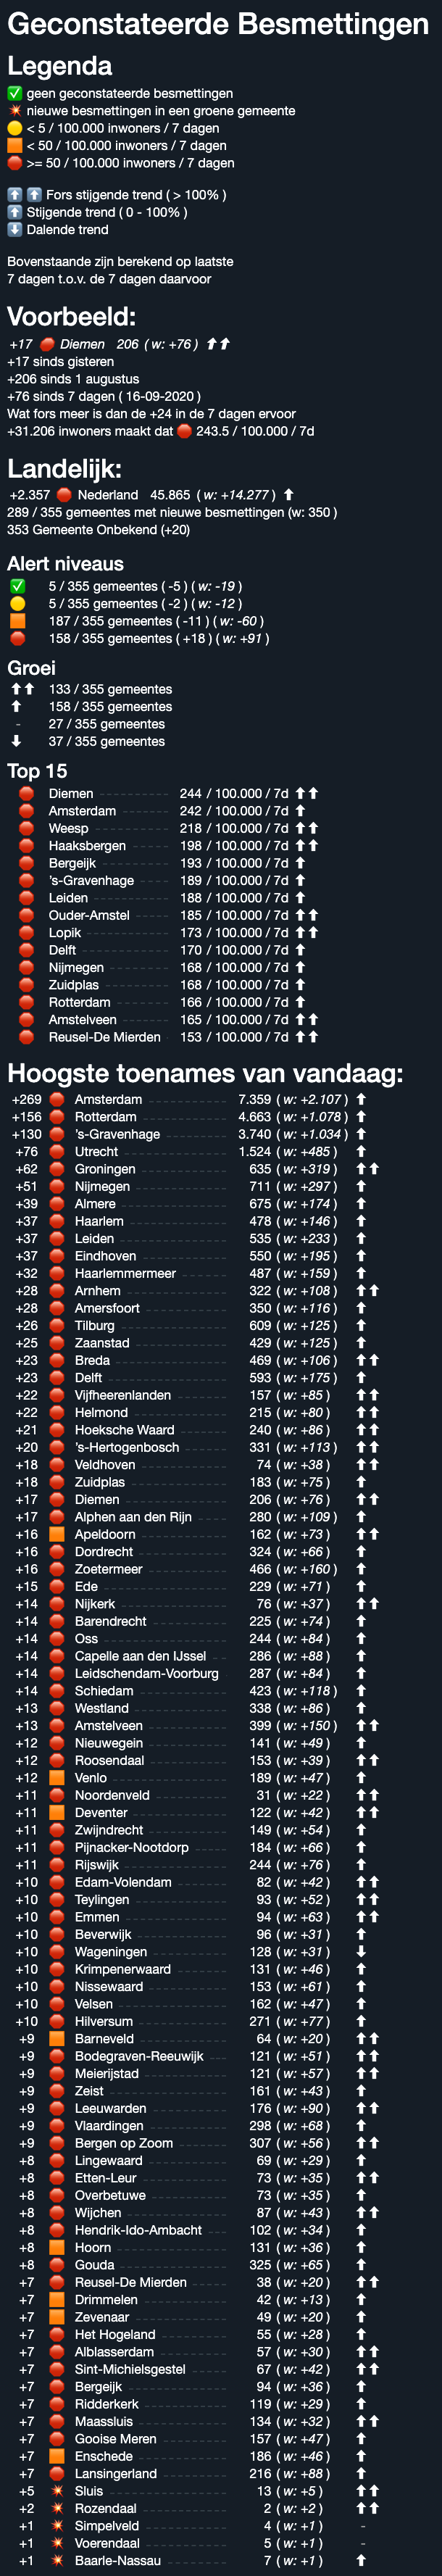 Geconstateerde Besmettingen
Legenda
✅ geen geconstateerde besmettingen
💥 nieuwe besmettingen in een groene gemeente
🟡 < 5 / 100.000 inwoners / 7 dagen
🟧 < 50 / 100.000 inwoners / 7 dagen
🛑 >= 50 / 100.000 inwoners / 7 dagen
⬆️ ⬆️ Fors stijgende trend ( > 100% )
⬆️ Stijgende trend ( 0 - 100% )
⬇️ Dalende trend
Bovenstaande zijn berekend op laatste
7 dagen t.o.v. de 7 dagen daarvoor
Voorbeeld:
+17 🛑 Diemen 206 ( w: +76 ) ⬆⬆
+17 sinds gisteren
+206 sinds 1 augustus
+76 sinds 7 dagen ( 16-09-2020 )
Wat fors meer is dan de +24 in de 7 dagen ervoor
+31.206 inwoners maakt dat 🛑 243.5 / 100.000 / 7d
Landelijk:
+2.357 🛑 Nederland 45.865 ( w: +14.277 ) ⬆
289 / 355 gemeentes met nieuwe besmettingen (w: 350 )
353 Gemeente Onbekend (+20)
Alert niveaus
✅ 5 / 355 gemeentes ( -5 ) ( w: -19 )
🟡 5 / 355 gemeentes ( -2 ) ( w: -12 )
🟧 187 / 355 gemeentes ( -11 ) ( w: -60 )
🛑 158 / 355 gemeentes ( +18 ) ( w: +91 )
Groei
⬆⬆ 133 / 355 gemeentes
⬆ 158 / 355 gemeentes
- 27 / 355 gemeentes
⬇ 37 / 355 gemeentes
Top 15
🛑 Diemen 244 / 100.000 / 7d ⬆⬆
🛑 Amsterdam 242 / 100.000 / 7d ⬆
🛑 Weesp 218 / 100.000 / 7d ⬆⬆
🛑 Haaksbergen 198 / 100.000 / 7d ⬆⬆
🛑 Bergeijk 193 / 100.000 / 7d ⬆
🛑 's-Gravenhage 189 / 100.000 / 7d ⬆
🛑 Leiden 188 / 100.000 / 7d ⬆
🛑 Ouder-Amstel 185 / 100.000 / 7d ⬆⬆
🛑 Lopik 173 / 100.000 / 7d ⬆⬆
🛑 Delft 170 / 100.000 / 7d ⬆
🛑 Nijmegen 168 / 100.000 / 7d ⬆
🛑 Zuidplas 168 / 100.000 / 7d ⬆
🛑 Rotterdam 166 / 100.000 / 7d ⬆
🛑 Amstelveen 165 / 100.000 / 7d ⬆⬆
🛑 Reusel-De Mierden 153 / 100.000 / 7d ⬆⬆
Hoogste toenames van vandaag:
+269 🛑 Amsterdam 7.359 ( w: +2.107 ) ⬆
+156 🛑 Rotterdam 4.663 ( w: +1.078 ) ⬆
+130 🛑 's-Gravenhage 3.740 ( w: +1.034 ) ⬆
+76 🛑 Utrecht 1.524 ( w: +485 ) ⬆
+62 🛑 Groningen 635 ( w: +319 ) ⬆⬆
+51 🛑 Nijmegen 711 ( w: +297 ) ⬆
+39 🛑 Almere 675 ( w: +174 ) ⬆
+37 🛑 Haarlem 478 ( w: +146 ) ⬆
+37 🛑 Leiden 535 ( w: +233 ) ⬆
+37 🛑 Eindhoven 550 ( w: +195 ) ⬆
+32 🛑 Haarlemmermeer 487 ( w: +159 ) ⬆
+28 🛑 Arnhem 322 ( w: +108 ) ⬆⬆
+28 🛑 Amersfoort 350 ( w: +116 ) ⬆
+26 🛑 Tilburg 609 ( w: +125 ) ⬆
+25 🛑 Zaanstad 429 ( w: +125 ) ⬆
+23 🛑 Breda 469 ( w: +106 ) ⬆⬆
+23 🛑 Delft 593 ( w: +175 ) ⬆
+22 🛑 Vijfheerenlanden 157 ( w: +85 ) ⬆⬆
+22 🛑 Helmond 215 ( w: +80 ) ⬆⬆
+21 🛑 Hoeksche Waard 240 ( w: +86 ) ⬆⬆
+20 🛑 's-Hertogenbosch 331 ( w: +113 ) ⬆⬆
+18 🛑 Veldhoven 74 ( w: +38 ) ⬆⬆
+18 🛑 Zuidplas 183 ( w: +75 ) ⬆
+17 🛑 Diemen 206 ( w: +76 ) ⬆⬆
+17 🛑 Alphen aan den Rijn 280 ( w: +109 ) ⬆
+16 🟧 Apeldoorn 162 ( w: +73 ) ⬆⬆
+16 🛑 Dordrecht 324 ( w: +66 ) ⬆
+16 🛑 Zoetermeer 466 ( w: +160 ) ⬆
+15 🛑 Ede 229 ( w: +71 ) ⬆
+14 🛑 Nijkerk 76 ( w: +37 ) ⬆⬆
+14 🛑 Barendrecht 225 ( w: +74 ) ⬆
+14 🛑 Oss 244 ( w: +84 ) ⬆
+14 🛑 Capelle aan den IJssel 286 ( w: +88 ) ⬆
+14 🛑 Leidschendam-Voorburg 287 ( w: +84 ) ⬆
+14 🛑 Schiedam 423 ( w: +118 ) ⬆
+13 🛑 Westland 338 ( w: +86 ) ⬆
+13 🛑 Amstelveen 399 ( w: +150 ) ⬆⬆
+12 🛑 Nieuwegein 141 ( w: +49 ) ⬆
+12 🛑 Roosendaal 153 ( w: +39 ) ⬆⬆
+12 🟧 Venlo 189 ( w: +47 ) ⬆
+11 🛑 Noordenveld 31 ( w: +22 ) ⬆⬆
+11 🟧 Deventer 122 ( w: +42 ) ⬆⬆
+11 🛑 Zwijndrecht 149 ( w: +54 ) ⬆
+11 🛑 Pijnacker-Nootdorp 184 ( w: +66 ) ⬆
+11 🛑 Rijswijk 244 ( w: +76 ) ⬆
+10 🛑 Edam-Volendam 82 ( w: +42 ) ⬆⬆
+10 🛑 Teylingen 93 ( w: +52 ) ⬆⬆
+10 🛑 Emmen 94 ( w: +63 ) ⬆⬆
+10 🛑 Beverwijk 96 ( w: +31 ) ⬆
+10 🛑 Wageningen 128 ( w: +31 ) ⬇
+10 🛑 Krimpenerwaard 131 ( w: +46 ) ⬆
+10 🛑 Nissewaard 153 ( w: +61 ) ⬆
+10 🛑 Velsen 162 ( w: +47 ) ⬆
+10 🛑 Hilversum 271 ( w: +77 ) ⬆
+9 🟧 Barneveld 64 ( w: +20 ) ⬆⬆
+9 🛑 Bodegraven-Reeuwijk 121 ( w: +51 ) ⬆⬆
+9 🛑 Meierijstad 121 ( w: +57 ) ⬆⬆
+9 🛑 Zeist 161 ( w: +43 ) ⬆
+9 🛑 Leeuwarden 176 ( w: +90 ) ⬆⬆
+9 🛑 Vlaardingen 298 ( w: +68 ) ⬆
+9 🛑 Bergen op Zoom 307 ( w: +56 ) ⬆⬆
+8 🛑 Lingewaard 69 ( w: +29 ) ⬆
+8 🛑 Etten-Leur 73 ( w: +35 ) ⬆⬆
+8 🛑 Overbetuwe 73 ( w: +35 ) ⬆
+8 🛑 Wijchen 87 ( w: +43 ) ⬆⬆
+8 🛑 Hendrik-Ido-Ambacht 102 ( w: +34 ) ⬆
+8 🟧 Hoorn 131 ( w: +36 ) ⬆
+8 🛑 Gouda 325 ( w: +65 ) ⬆
+7 🛑 Reusel-De Mierden 38 ( w: +20 ) ⬆⬆
+7 🟧 Drimmelen 42 ( w: +13 ) ⬆
+7 🟧 Zevenaar 49 ( w: +20 ) ⬆
+7 🛑 Het Hogeland 55 ( w: +28 ) ⬆
+7 🛑 Alblasserdam 57 ( w: +30 ) ⬆⬆
+7 🛑 Sint-Michielsgestel 67 ( w: +42 ) ⬆⬆
+7 🛑 Bergeijk 94 ( w: +36 ) ⬆
+7 🛑 Ridderkerk 119 ( w: +29 ) ⬆
+7 🛑 Maassluis 134 ( w: +32 ) ⬆⬆
+7 🛑 Gooise Meren 157 ( w: +47 ) ⬆
+7 🟧 Enschede 186 ( w: +46 ) ⬆
+7 🛑 Lansingerland 216 ( w: +88 ) ⬆
+5 💥 Sluis 13 ( w: +5 ) ⬆⬆
+2 💥 Rozendaal 2 ( w: +2 ) ⬆⬆
+1 💥 Simpelveld 4 ( w: +1 ) -
+1 💥 Voerendaal 5 ( w: +1 ) -
+1 💥 Baarle-Nassau 7 ( w: +1 ) ⬆